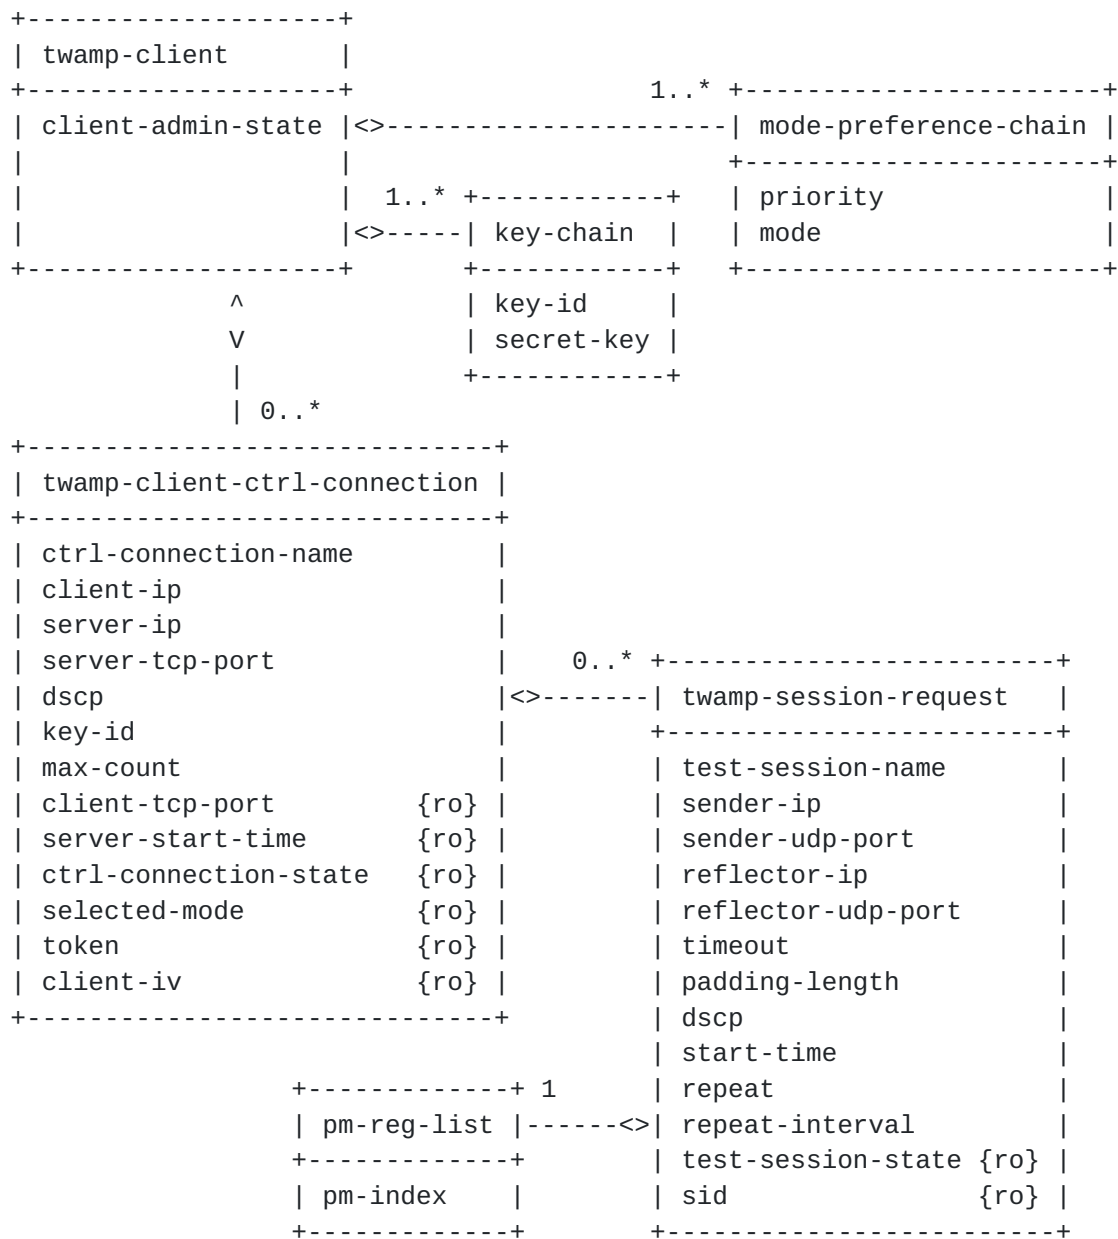 +--------------------+
| twamp-client       |
+--------------------+                   1..* +-----------------------+
| client-admin-state |<>----------------------| mode-preference-chain |
|                    |                        +-----------------------+
|                    |  1..* +------------+   | priority              |
|                    |<>-----| key-chain  |   | mode                  |
+--------------------+       +------------+   +-----------------------+
              ^              | key-id     |
              V              | secret-key |
              |              +------------+
              | 0..*
+------------------------------+
| twamp-client-ctrl-connection |
+------------------------------+
| ctrl-connection-name         |
| client-ip                    |
| server-ip                    |
| server-tcp-port              |    0..* +-------------------------+
| dscp                         |<>-------| twamp-session-request   |
| key-id                       |         +-------------------------+
| max-count                    |         | test-session-name       |
| client-tcp-port         {ro} |         | sender-ip               |
| server-start-time       {ro} |         | sender-udp-port         |
| ctrl-connection-state   {ro} |         | reflector-ip            |
| selected-mode           {ro} |         | reflector-udp-port      |
| token                   {ro} |         | timeout                 |
| client-iv               {ro} |         | padding-length          |
+------------------------------+         | dscp                    |
                                         | start-time              |
                  +-------------+ 1      | repeat                  |
                  | pm-reg-list |------<>| repeat-interval         |
                  +-------------+        | test-session-state {ro} |
                  | pm-index    |        | sid                {ro} |
                  +-------------+        +-------------------------+